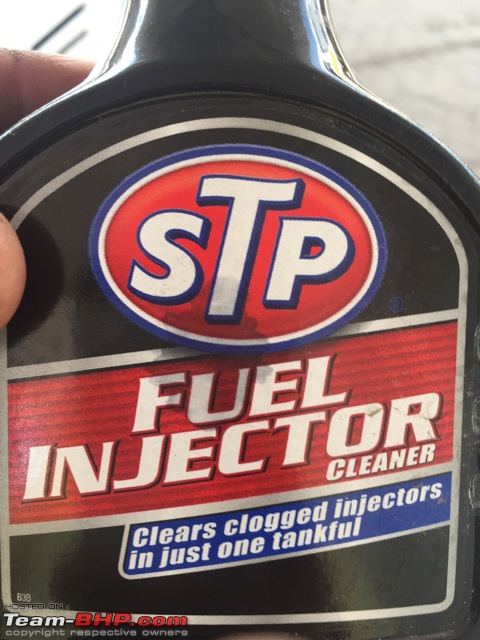 STP
®
FUEL
INJECTOR
CLEANER
Clears clogged injectors
in just one tankful
B3B
HOSTED ON :
Team-BHP.com
copyright respective owners